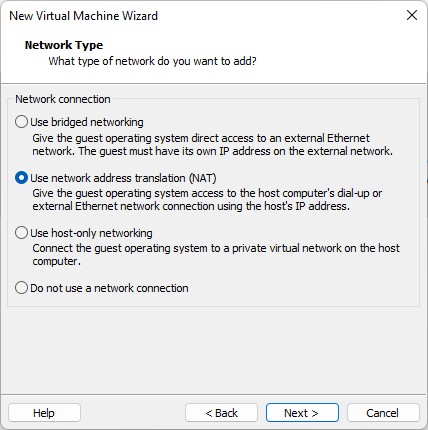 New Virtual Machine Wizard
Network Type
What type of network do you want to add?
Network connection
Use bridged networking
Give the guest operating system direct access to an external Ethernet
network. The guest must have its own IP address on the external network.
Use network address translation (NAT)
Give the guest operating system access to the host computer's dial-up or
external Ethernet network connection using the host's IP address.
Use host-only networking
Connect the guest operating system to a private virtual network on the host
computer.
Do not use a network connection
Help
< Back
Next >
Cancel